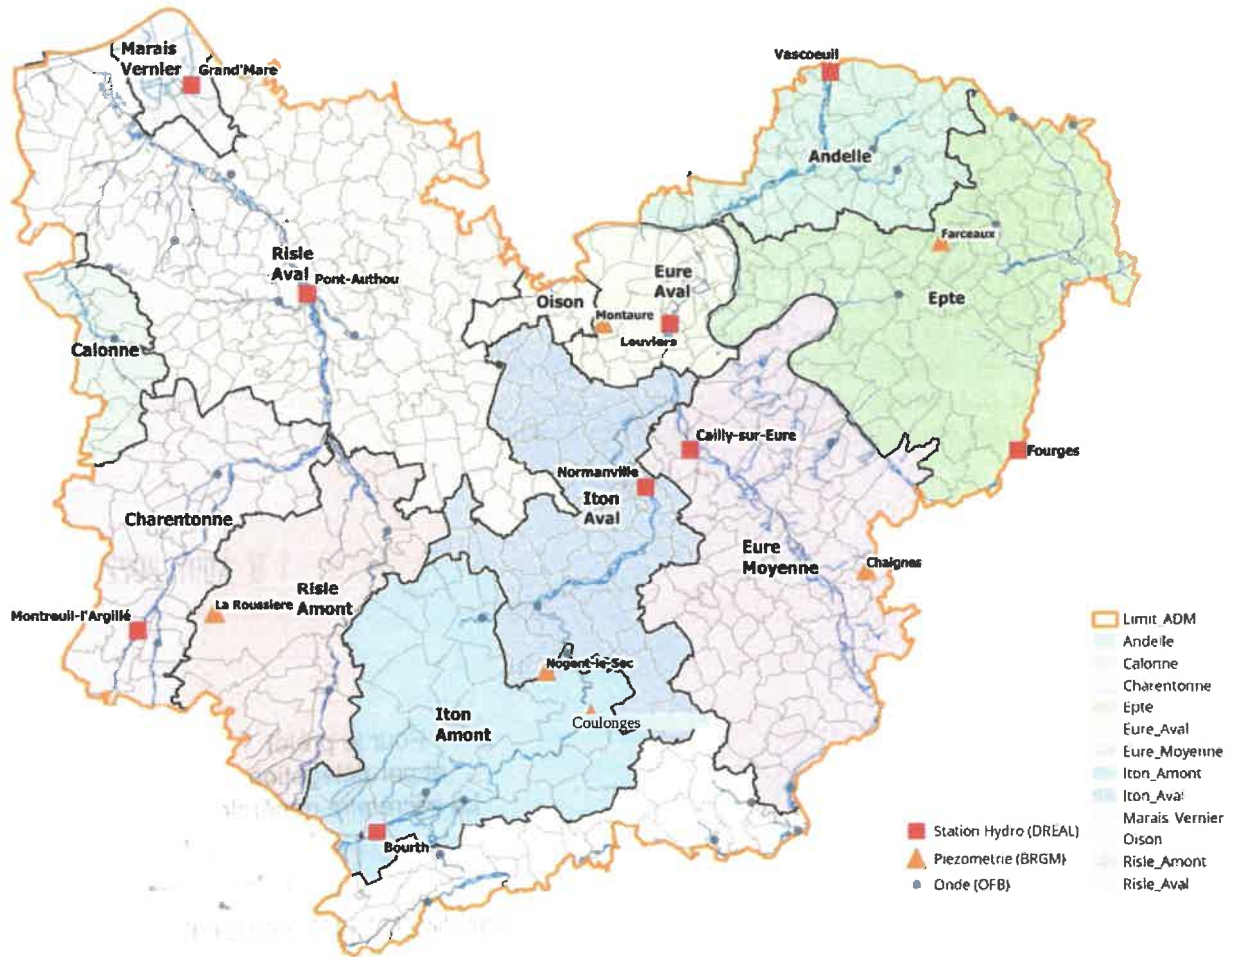 Marais
Vernier
Grand'Mare
Vascoeuil
Andelle
Farceaux
Risle
Aval
Pont-Authou
Eure
Aval
Oison
Montaure
Louviers
Epte
Calonne
Cailly-sur-Eure
Fourges
Normanville
Iton
Aval
Charentonne
Eure
Moyenne
Chaignes
Risle
Amont
La Roussiere
Montreuil-l'Argillé
Nogent-le-Sec
Iton
Amont
Coulonges
Bourth
Limit_ADM
Andelle
Calonne
Charentonne
Epte
Eure_Aval
Eure_Moyenne
Iton_Amont
Iton_Aval
Marais Vernier
Oison
Risle_Amont
Risle_Aval
Station Hydro (DREAL)
Piezometrie (BRGM)
Onde (OFB)